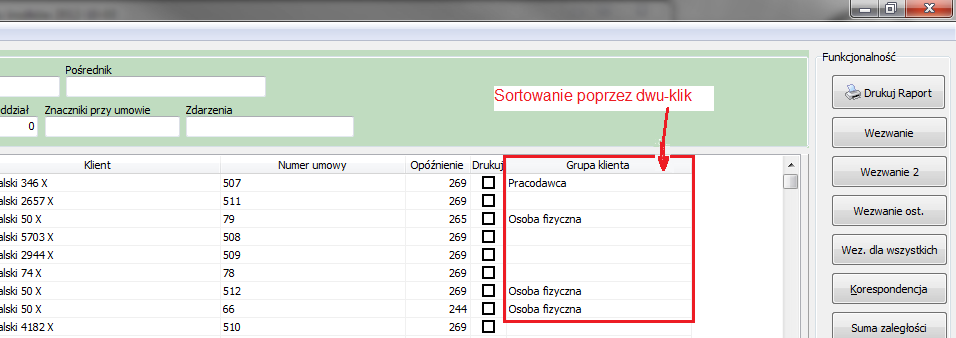 Pośrednik
Funkcjonalność
Sortowanie poprzez dwu-klik
Drukuj Raport
ddział Znaczniki przy umowie Zdarzenia
0
Wezwanie
Klient Numer umowy Opóźnienie Drukuj Grupa klienta
Wezwanie 2
alski 346 X 507 269 Pracodawca
alski 2657 X 511 269
Wezwanie ost.
alski 50 X 79 265 Osoba fizyczna
alski 5703 X 508 269
Wez. dla wszystkich
alski 2944 X 509 269
alski 74 X 78 269
Korespondencja
alski 50 X 512 269 Osoba fizyczna
alski 50 X 66 244 Osoba fizyczna
alski 4182 X 510 269
Suma zaległości